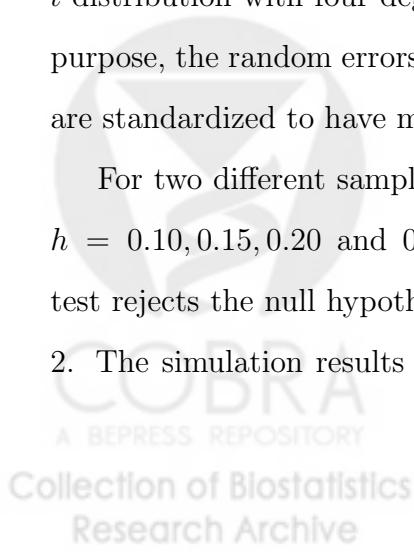 t distribution with four deg
purpose, the random errors
are standardized to have m
For two different sampl
h = 0.10, 0.15, 0.20 and 0
test rejects the null hypoth
2. The simulation results
COBRA
A BEPRESS REPOSITORY
Collection of Biostatistics
Research Archive